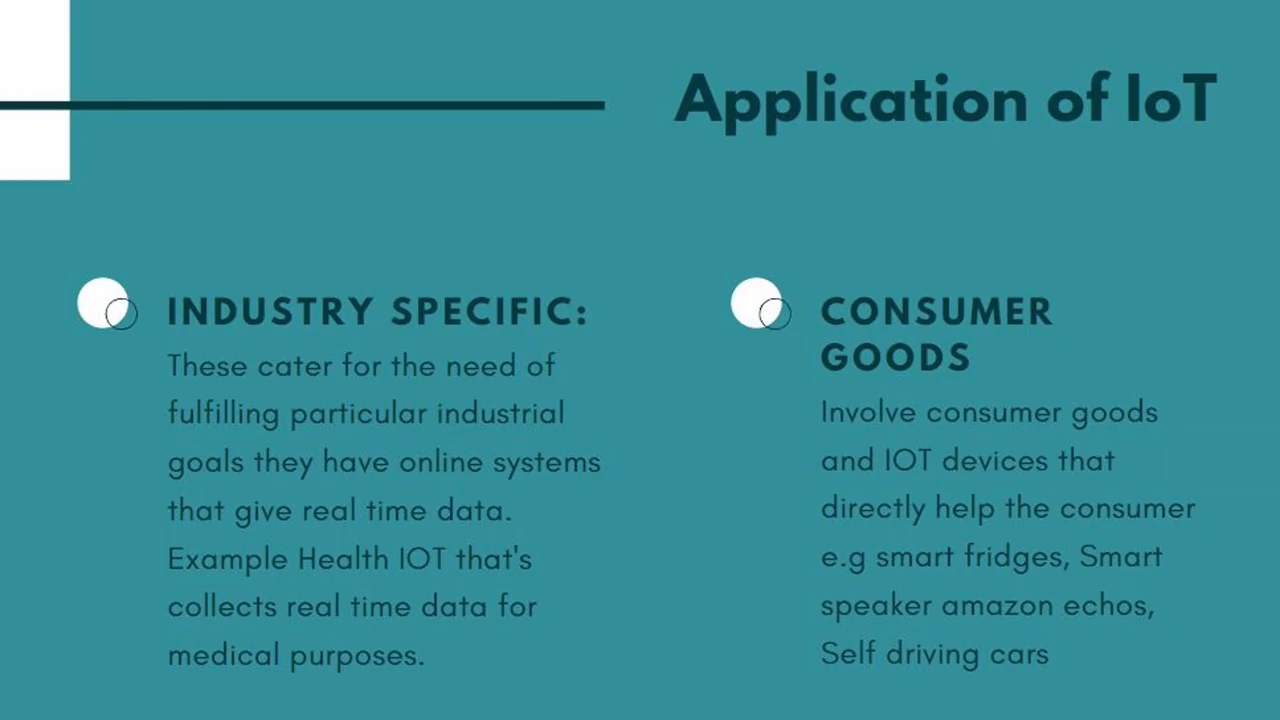 Application of IoT
INDUSTRY SPECIFIC:
These cater for the need of
fulfilling particular industrial
goals they have online systems
that give real time data.
Example Health IOT that's
collects real time data for
medical purposes.
CONSUMER
GOODS
Involve consumer goods
and IOT devices that
directly help the consumer
e.g smart fridges, Smart
speaker amazon echos,
Self driving cars